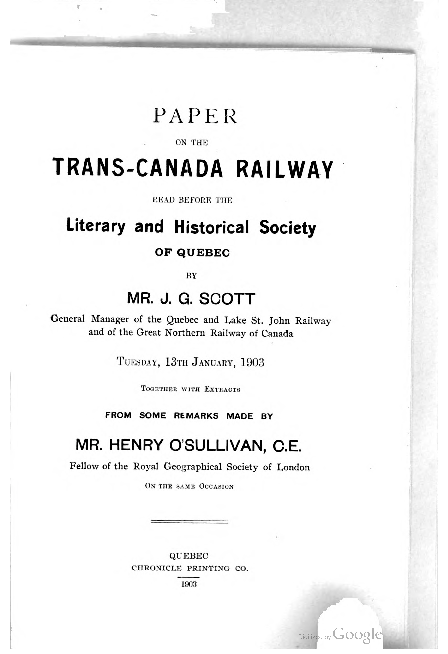 PAPER
ON THE
TRANS-CANADA RAILWAY
READ BEFORE THE
Literary and Historical Society
OF QUEBEC
BY
MR. J. G. SCOTT
General Manager of the Quebec and Lake St. John Railway
and of the Great Northern Railway of Canada
TUESDAY, 13TH JANUARY, 1903
TOGETHER WITH EXTRACTS
FROM SOME REMARKS MADE BY
MR. HENRY O'SULLIVAN, C.E.
Fellow of the Royal Geographical Society of London
ON THE SAME OCCASION
QUEBEC
CHRONICLE PRINTING CO.
1903
Digitized by Google